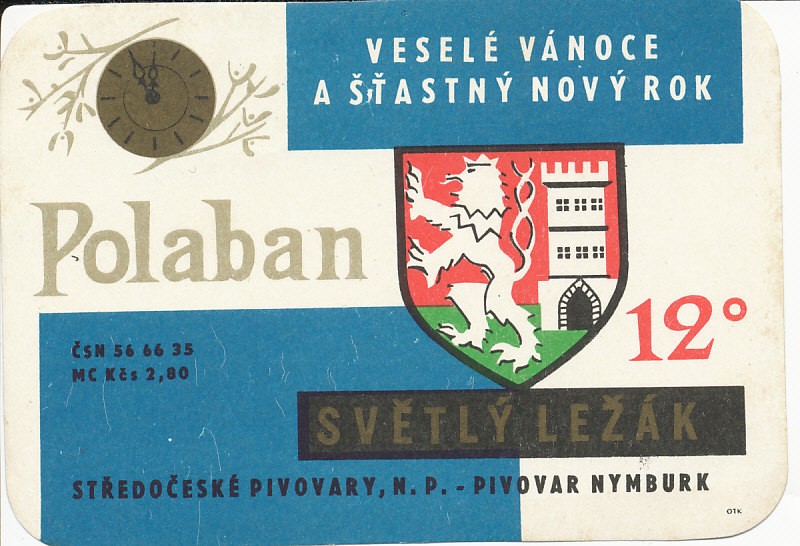 VESELÉ VÁNOCE
A ŠŤASTNÝ NOVÝ ROK
Polaban
12°
ČSN 56 66 35
MC Kčs 2,80
SVĚTLÝ LEŽÁK
STŘEDOČESKÉ PIVOVARY, N. P. - PIVOVAR NYMBURK
OTK